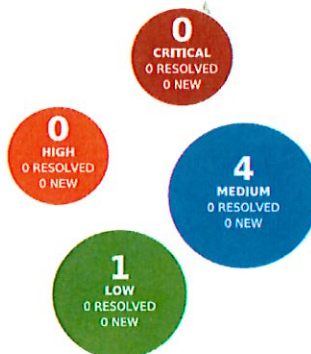 0
CRITICAL
0 RESOLVED
0 NEW
0
HIGH
0 RESOLVED
0 NEW
4
MEDIUM
0 RESOLVED
0 NEW
1
LOW
0 RESOLVED
0 NEW